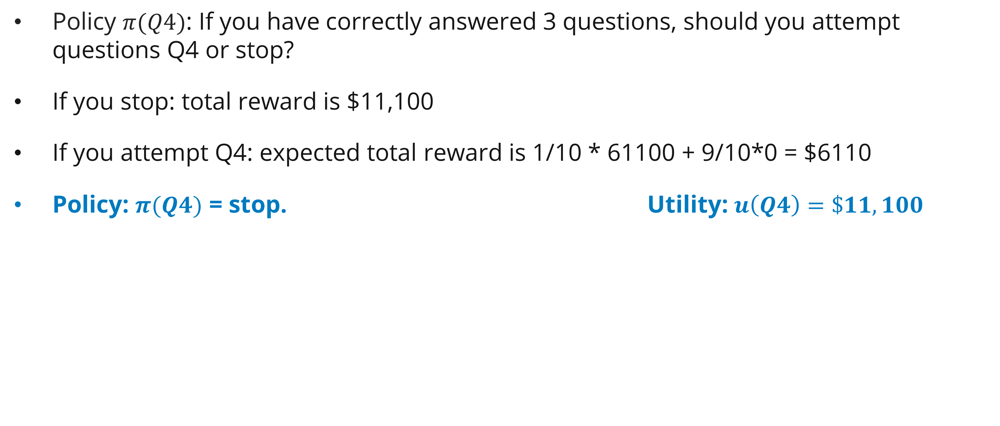 • Policy 𝜋(𝑄4): If you have correctly answered 3 questions, should you attempt
questions Q4 or stop?
• If you stop: total reward is $11,100
• If you attempt Q4: expected total reward is 1/10 * 61100 + 9/10*0 = $6110
• Policy: 𝝅(𝑸𝟒) = stop. Utility: 𝒖(𝑸𝟒) = $𝟏𝟏, 𝟏𝟎𝟎